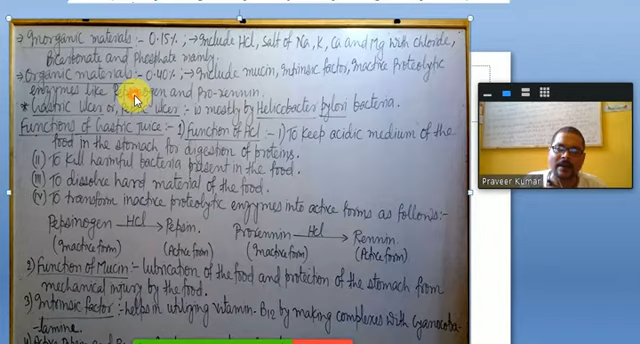 → Inorganic materials :- 0.15% ; → Include Hcl, Salt of Na, K, Ca and Mg with chloride,
Bicarbonate and Phosphate mainly
→ Organic materials :- 0.40% ; → Include mucin, Intrinsic factor, Inactive Proteolytic
enzymes like and Pro-rennin.
* Gastric Ulcer or, Peptic ulcer :- is mostly by Helicobacter pylori bacteria.
Functions of Gastric Juice :- 1) Function of Hcl :- i) To keep acidic medium of the
food in the stomach for digestion of proteins.
(ii) To kill harmful bacteria present in the food.
(iii) To dissolve hard material of the food.
(iv) To transform inactive proteolytic enzymes into active forms as follows :-
Pepsinogen Hcl → Pepsin. Prorennin Hcl → Rennin.
(Inactive form) (Active form) (Inactive form) (Active form)
2) Function of Mucin :- lubrication of the food and protection of the stomach from
mechanical injury by the food.
3) Intrinsic factor :- helps in utilizing vitamin-B12 by making complexes with Cyanocoba-
-lamine.
Praveer Kumar